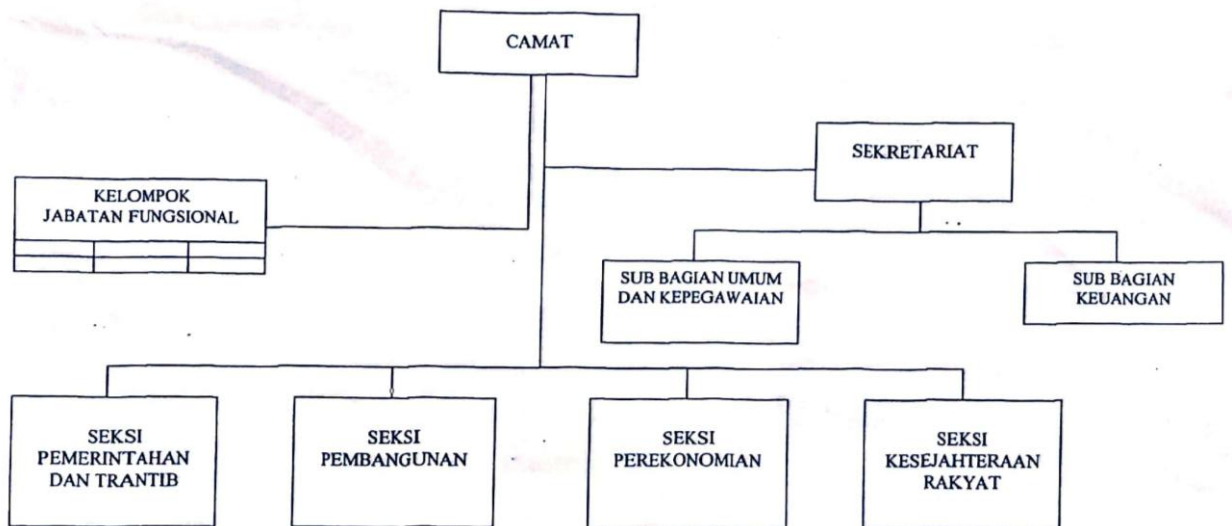 CAMAT
SEKRETARIAT
KELOMPOK
JABATAN FUNGSIONAL
SUB BAGIAN UMUM
DAN KEPEGAWAIAN
SUB BAGIAN
KEUANGAN
SEKSI
PEMERINTAHAN
DAN TRANTIB
SEKSI
PEMBANGUNAN
SEKSI
PEREKONOMIAN
SEKSI
KESEJAHTERAAN
RAKYAT